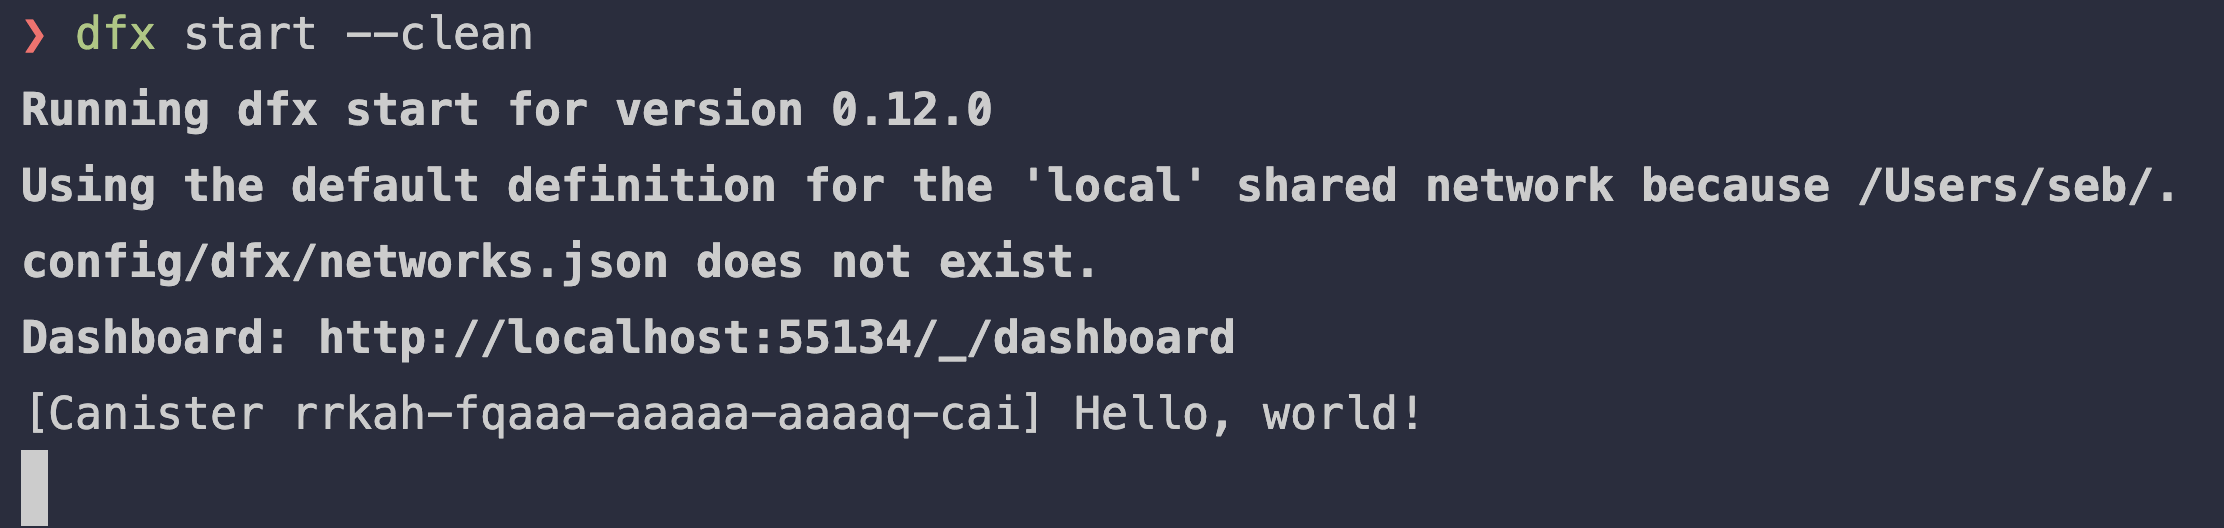 ❯ dfx start --clean
Running dfx start for version 0.12.0
Using the default definition for the 'local' shared network because /Users/seb/.
config/dfx/networks.json does not exist.
Dashboard: http://localhost:55134/_/dashboard
[Canister rrkah-fqaaa-aaaaa-aaaaq-cai] Hello, world!